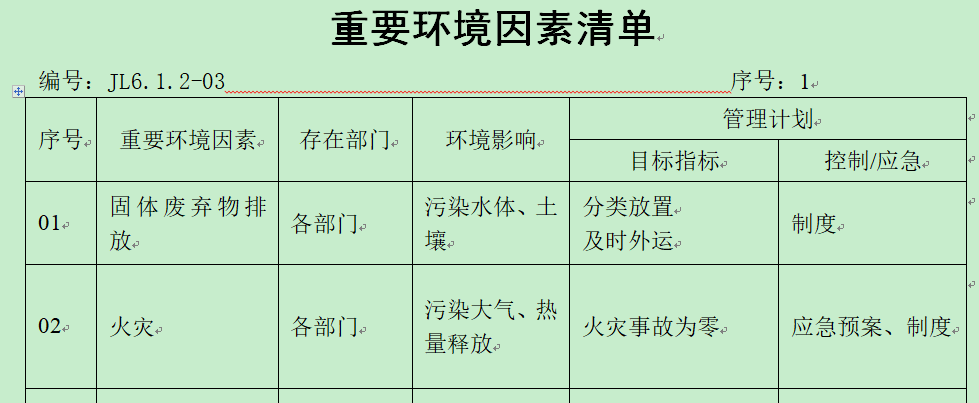 重要环境因素清单
编号：JL6.1.2-03 序号：1
序号 重要环境因素 存在部门 环境影响 管理计划
目标指标 控制/应急
01 固体废弃物排放 各部门 污染水体、土壤 分类放置 及时外运 制度
02 火灾 各部门 污染大气、热量释放 火灾事故为零 应急预案、制度